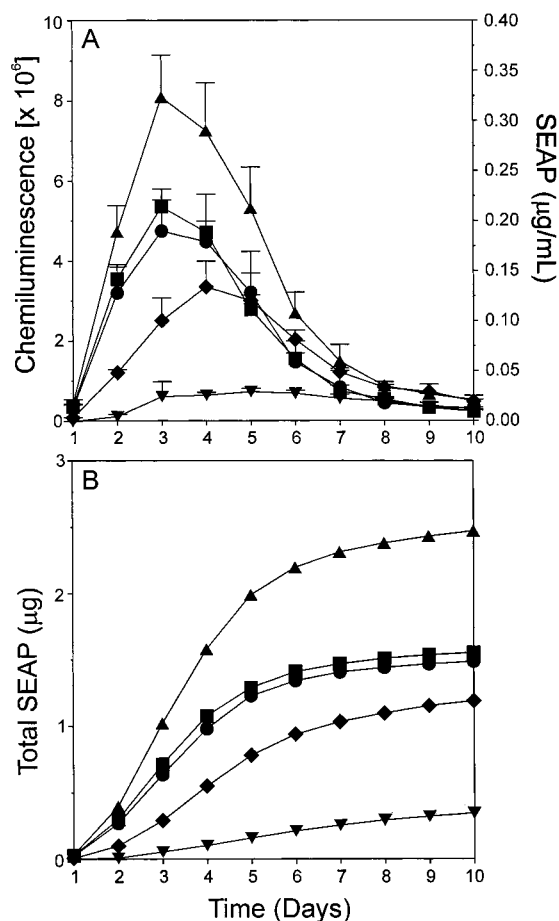 A
Chemiluminescence [x 10⁶]
10
8
6
4
2
0
SEAP (µg/mL)
0.40
0.35
0.30
0.25
0.20
0.15
0.10
0.05
0.00
1 2 3 4 5 6 7 8 9 10
B
Total SEAP (µg)
3
2
1
0
1 2 3 4 5 6 7 8 9 10
Time (Days)